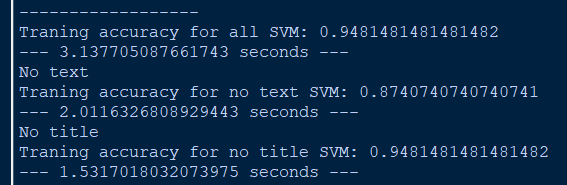 ------------------
Traning accuracy for all SVM: 0.9481481481481482
--- 3.137705087661743 seconds ---
No text
Traning accuracy for no text SVM: 0.8740740740740741
--- 2.0116326808929443 seconds ---
No title
Traning accuracy for no title SVM: 0.9481481481481482
--- 1.5317018032073975 seconds ---